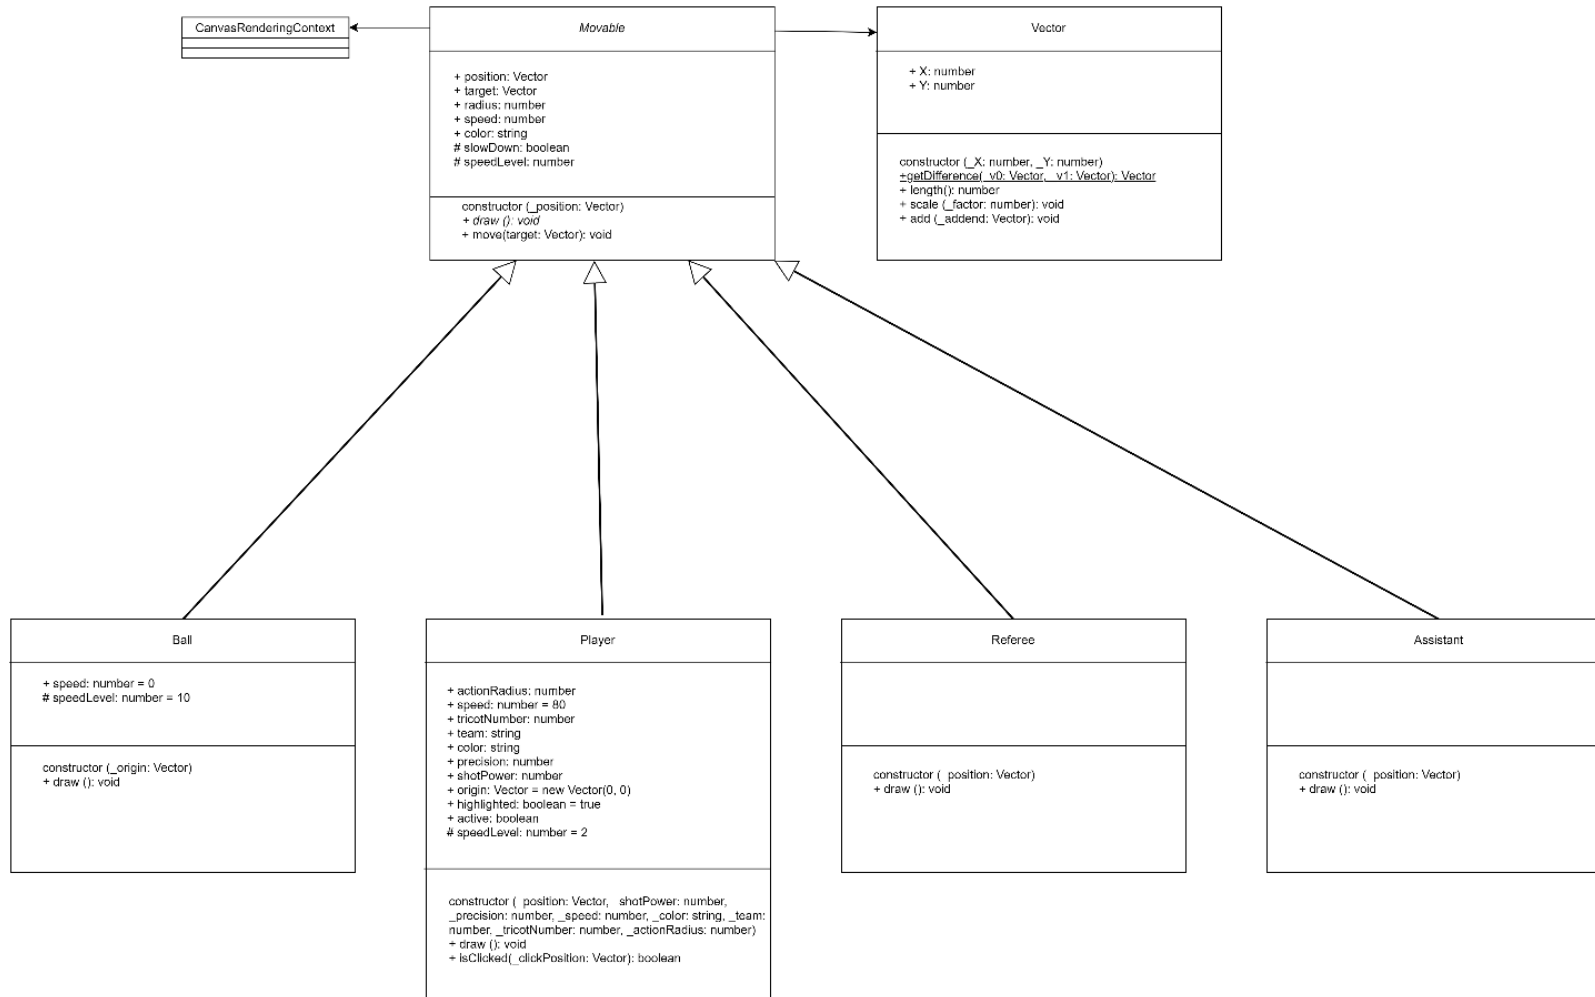 CanvasRenderingContext
Movable
+ position: Vector
+ target: Vector
+ radius: number
+ speed: number
+ color: string
# slowDown: boolean
# speedLevel: number
constructor (_position: Vector)
+ draw (): void
+ move(target: Vector): void
Vector
+ X: number
+ Y: number
constructor (_X: number, _Y: number)
+getDifference(_v0: Vector, _v1: Vector): Vector
+ length(): number
+ scale (_factor: number): void
+ add (_addend: Vector): void
Ball
+ speed: number = 0
# speedLevel: number = 10
constructor (_origin: Vector)
+ draw (): void
Player
+ actionRadius: number
+ speed: number = 80
+ tricotNumber: number
+ team: string
+ color: string
+ precision: number
+ shotPower: number
+ origin: Vector = new Vector(0, 0)
+ highlighted: boolean = true
+ active: boolean
# speedLevel: number = 2
constructor (_position: Vector, _shotPower: number,
_precision: number, _speed: number, _color: string, _team:
number, _tricotNumber: number, _actionRadius: number)
+ draw (): void
+ isClicked(_clickPosition: Vector): boolean
Referee
constructor (_position: Vector)
+ draw (): void
Assistant
constructor (_position: Vector)
+ draw (): void